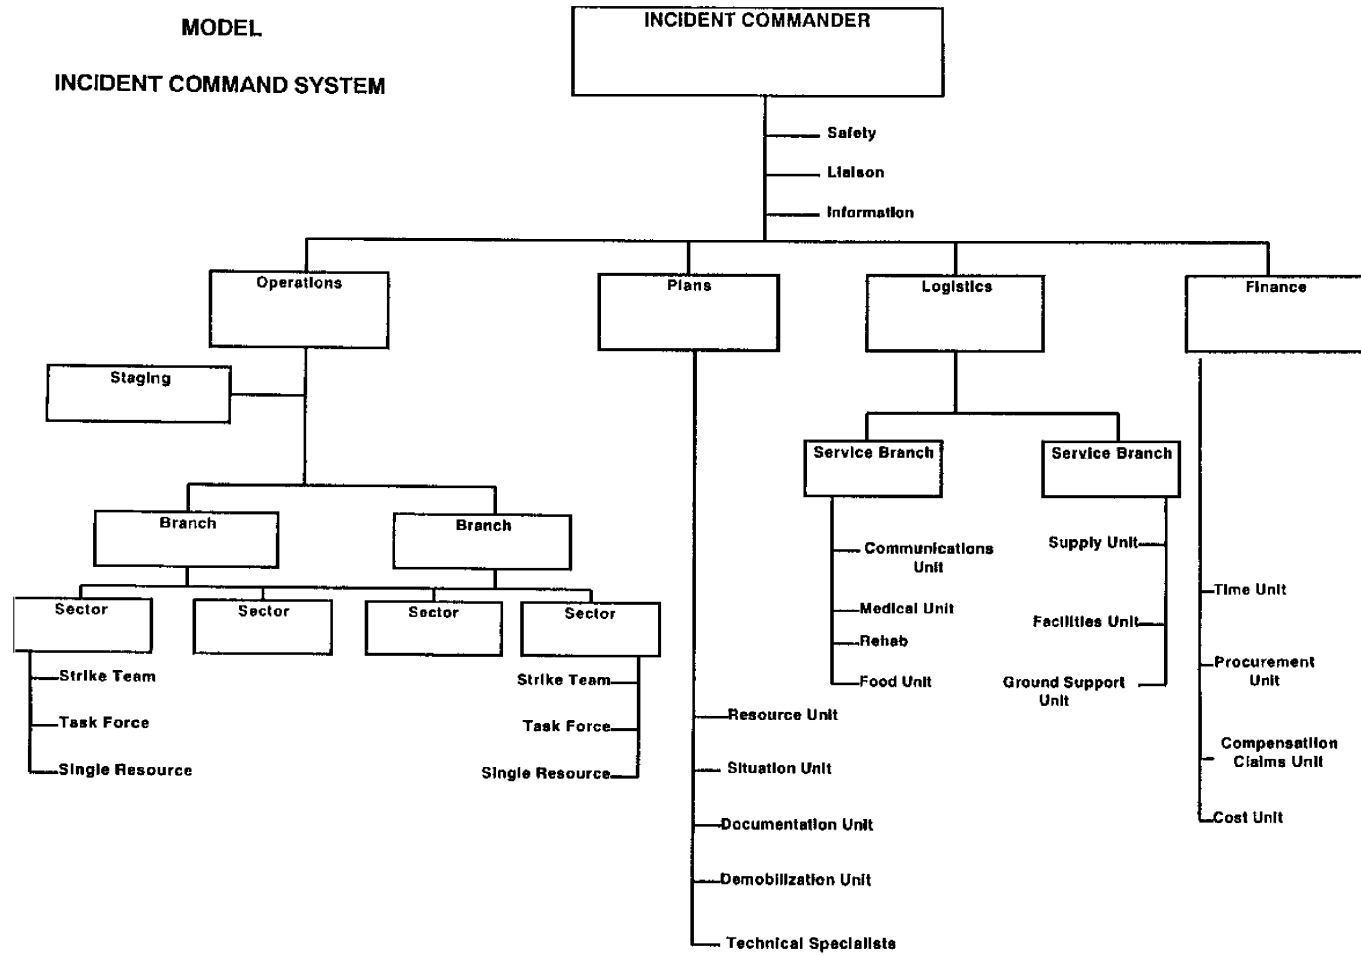 MODEL
INCIDENT COMMAND SYSTEM
INCIDENT COMMANDER
Safety
Liaison
Information
Operations
Plans
Logistics
Finance
Staging
Service Branch
Service Branch
Branch
Branch
Communications
Unit
Supply Unit
Time Unit
Sector
Sector
Sector
Sector
Medical Unit
Rehab
Food Unit
Facilities Unit
Ground Support
Unit
Procurement
Unit
Strike Team
Task Force
Single Resource
Strike Team
Task Force
Single Resource
Resource Unit
Situation Unit
Documentation Unit
Demobilization Unit
Technical Specialists
Compensatiion
Claims Unit
Cost Unit